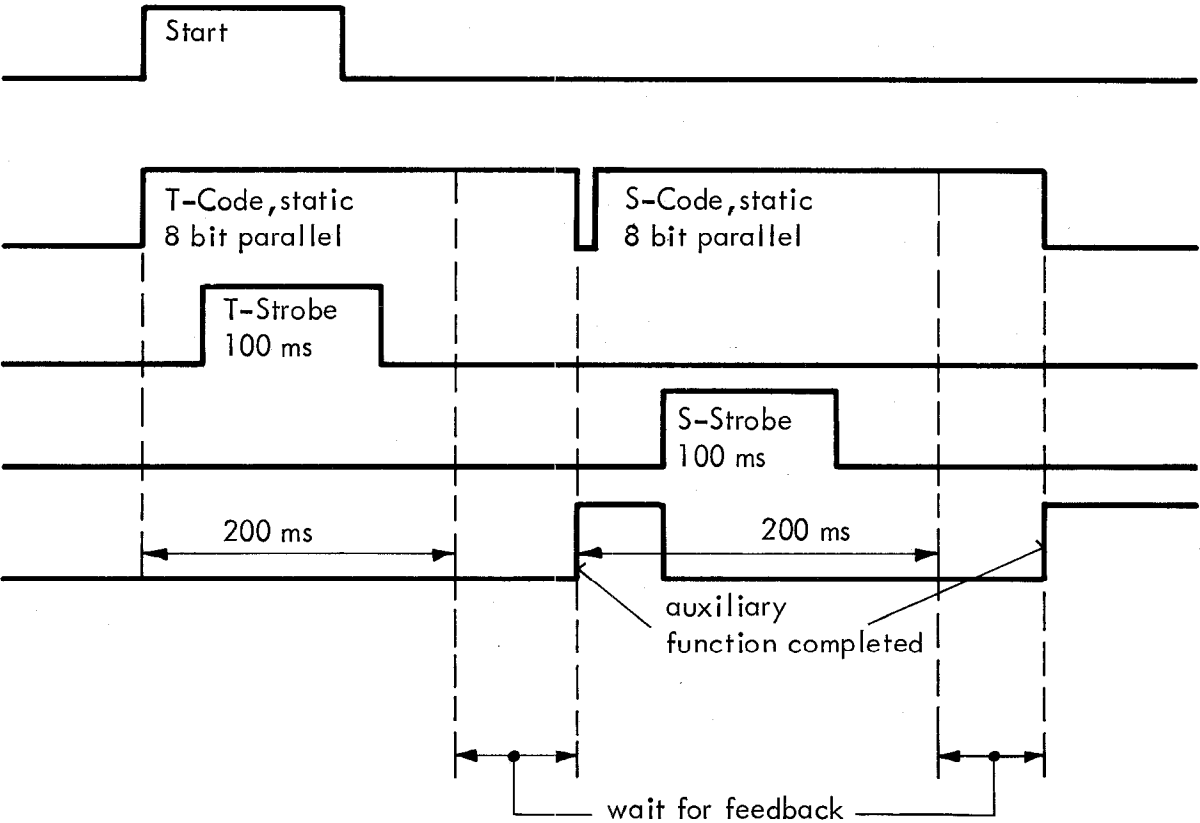 Start
T-Code, static
8 bit parallel
S-Code, static
8 bit parallel
T-Strobe
100 ms
S-Strobe
100 ms
200 ms
200 ms
auxiliary
function completed
wait for feedback